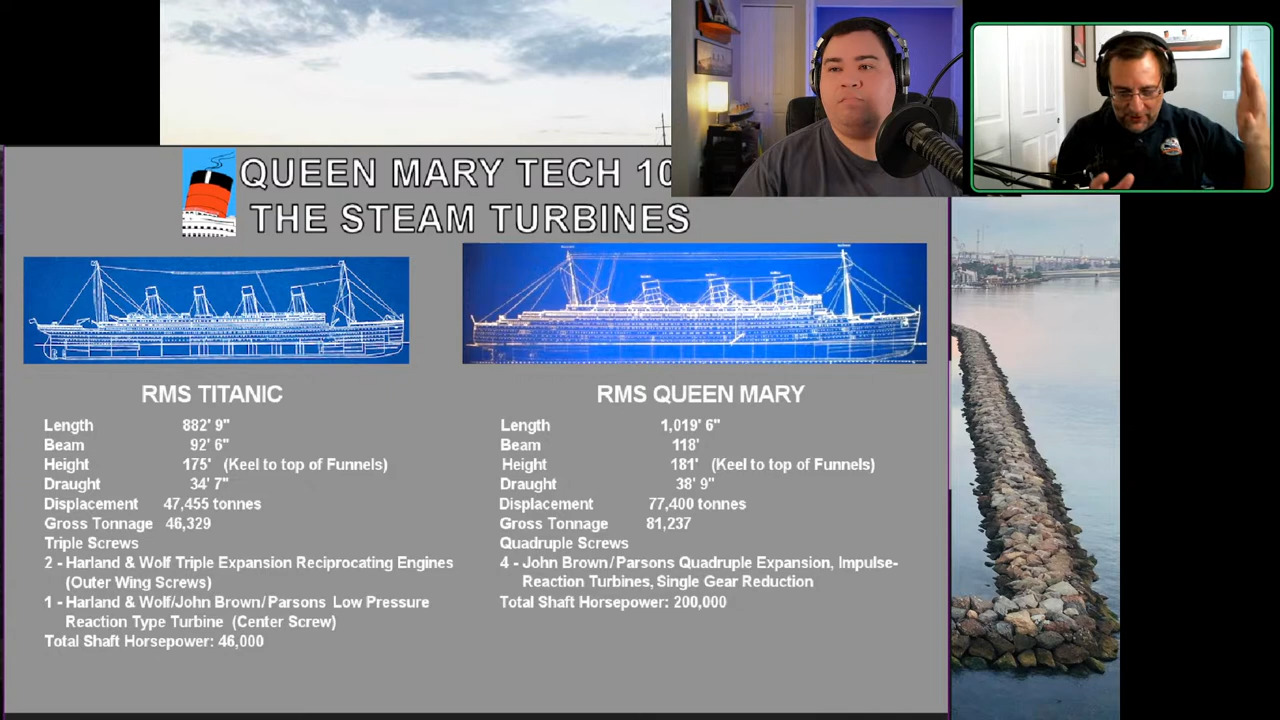 QUEEN MARY TECH 10
THE STEAM TURBINES
RMS TITANIC
Length 882' 9"
Beam 92' 6"
Height 175' (Keel to top of Funnels)
Draught 34' 7"
Displacement 47,455 tonnes
Gross Tonnage 46,329
Triple Screws
2 - Harland & Wolf Triple Expansion Reciprocating Engines
(Outer Wing Screws)
1 - Harland & Wolf/John Brown/Parsons Low Pressure
Reaction Type Turbine (Center Screw)
Total Shaft Horsepower: 46,000
RMS QUEEN MARY
Length 1,019' 6"
Beam 118'
Height 181' (Keel to top of Funnels)
Draught 38' 9"
Displacement 77,400 tonnes
Gross Tonnage 81,237
Quadruple Screws
4 - John Brown/Parsons Quadruple Expansion, Impulse-
Reaction Turbines, Single Gear Reduction
Total Shaft Horsepower: 200,000